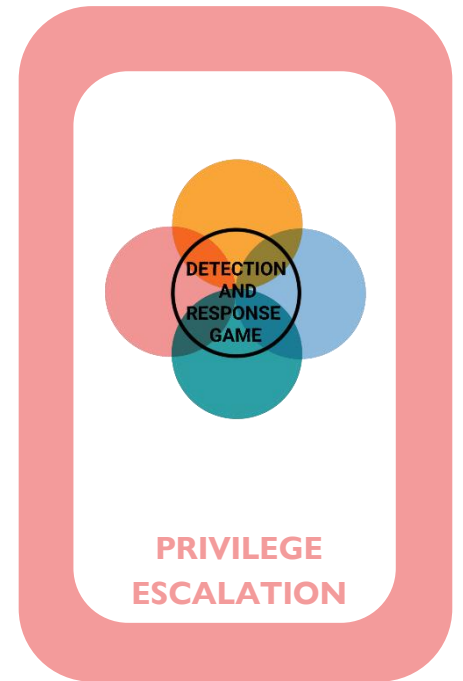 DETECTION
AND
RESPONSE
GAME
PRIVILEGE
ESCALATION